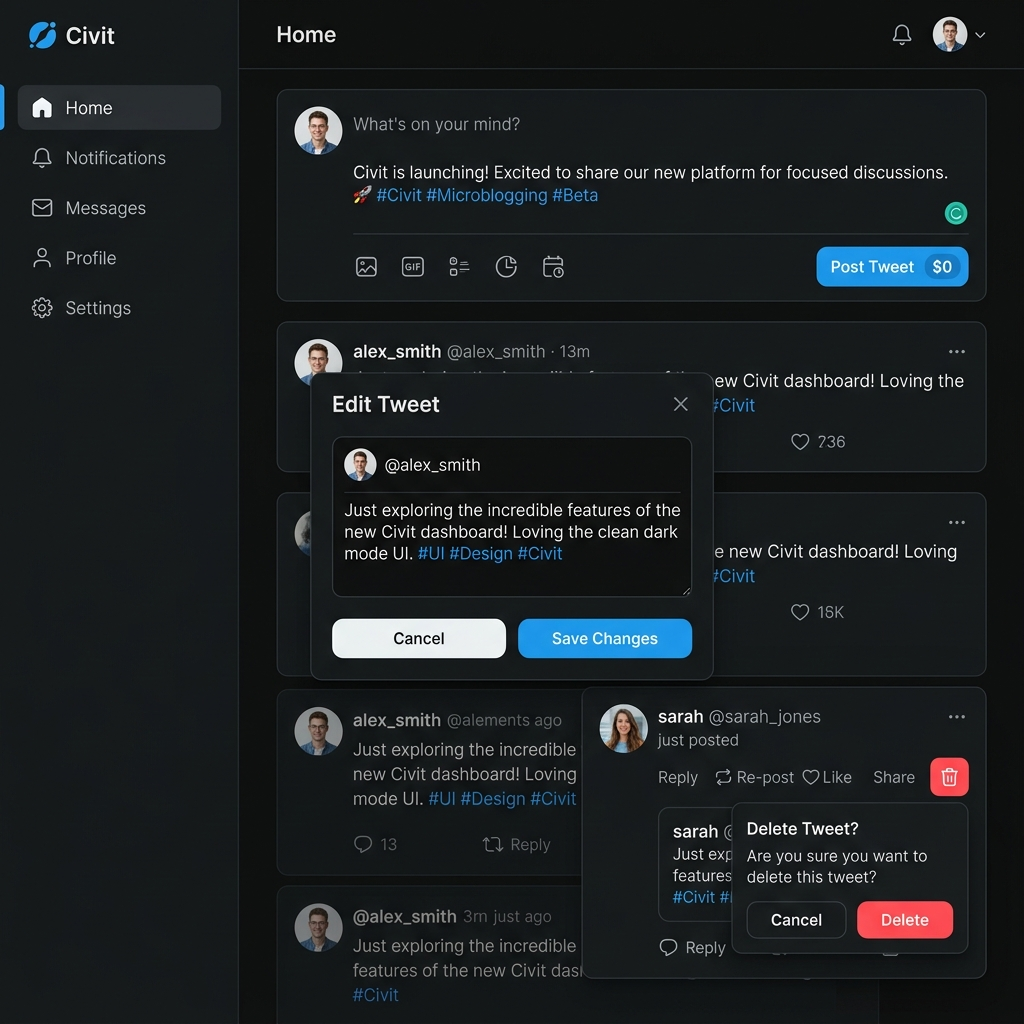 Civit
Home
Home
Notifications
Messages
Profile
Settings
What's on your mind?
Civit is launching! Excited to share our new platform for focused discussions.
🚀 #Civit #Microblogging #Beta
GIF
Post Tweet $0
alex_smith @alex_smith · 13m
ew Civit dashboard! Loving the
#Civit
736
Edit Tweet
@alex_smith
Just exploring the incredible features of the
new Civit dashboard! Loving the clean dark
mode UI. #UI #Design #Civit
Cancel
Save Changes
e new Civit dashboard! Loving
#Civit
16K
alex_smith @alements ago
Just exploring the incredible
new Civit dashboard! Loving
mode UI. #UI #Design #Civit
13
Reply
sarah @sarah_jones
just posted
Reply
Re-post
Like
Share
sarah @
Just exp
features
#Civit #
Delete Tweet?
Are you sure you want to
delete this tweet?
Cancel
Delete
Reply
@alex_smith 3m just ago
Just exploring the incredible
features of the new Civit das
#Civit